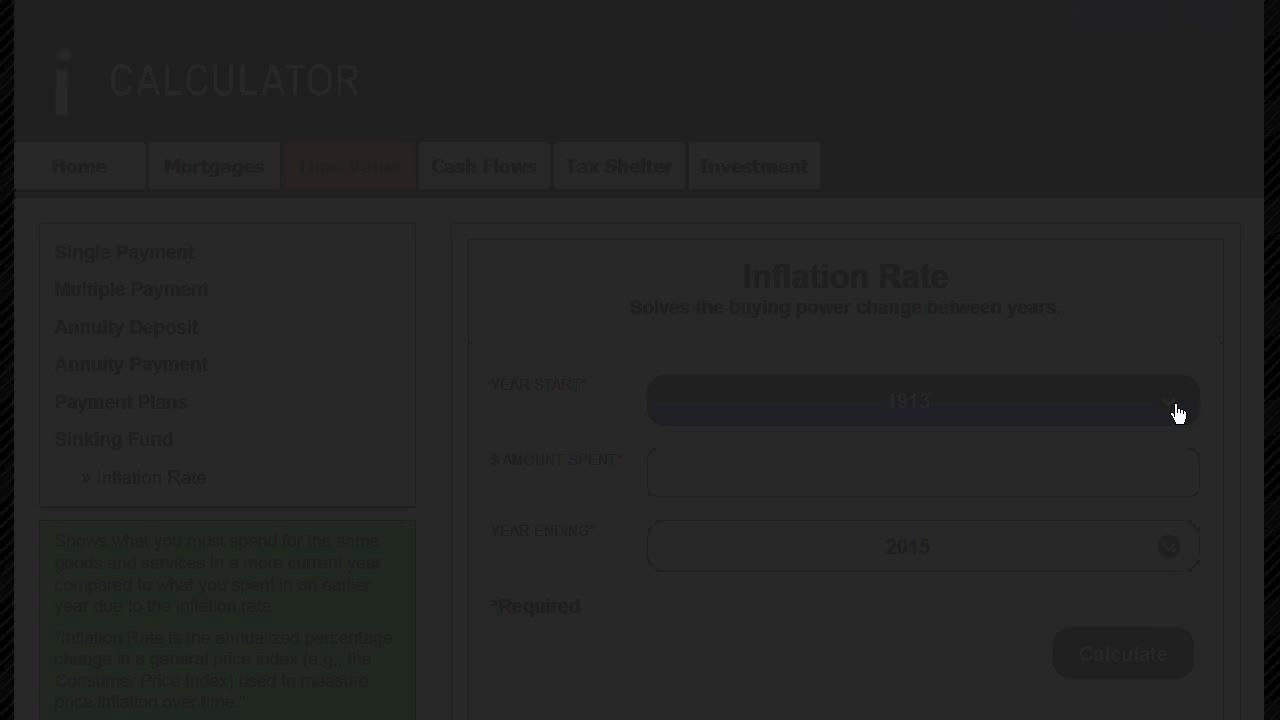 i CALCULATOR
Home Mortgages Time Value Cash Flows Tax Shelter Investment
Single Payment
Multiple Payment
Annuity Deposit
Annuity Payment
Payment Plans
Sinking Fund
» Inflation Rate
Shows what you must spend for the same
goods and services in a more current year
compared to what you spent in an earlier
year due to the inflation rate.
"Inflation Rate is the annualized percentage
change in a general price index (e.g., the
Consumer Price Index) used to measure
price inflation over time."
Inflation Rate
Solves the buying power change between years.
*YEAR START* 1913
$ AMOUNT SPENT*
YEAR ENDING* 2015
*Required
Calculate